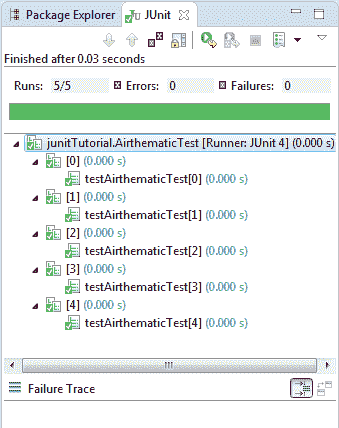 Package Explorer JUnit
Finished after 0.03 seconds
Runs: 5/5 Errors: 0 Failures: 0
junitTutorial.AirthematicTest [Runner: JUnit 4] (0.000 s)
[0] (0.000 s)
testAirthematicTest[0] (0.000 s)
[1] (0.000 s)
testAirthematicTest[1] (0.000 s)
[2] (0.000 s)
testAirthematicTest[2] (0.000 s)
[3] (0.000 s)
testAirthematicTest[3] (0.000 s)
[4] (0.000 s)
testAirthematicTest[4] (0.000 s)
Failure Trace